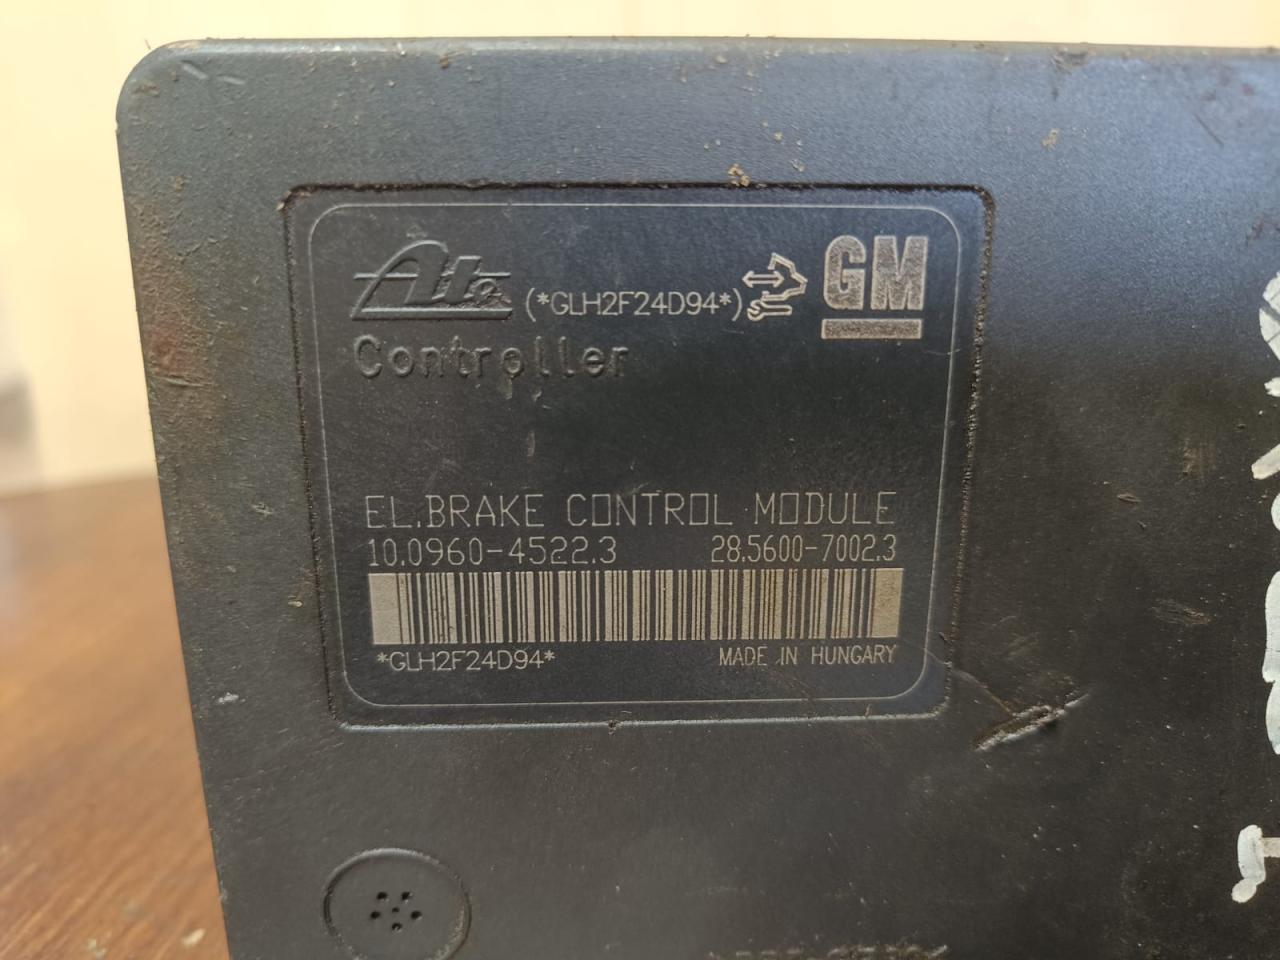 Ate (*GLH2F24D94*) GM
Controller
EL.BRAKE CONTROL MODULE
10.0960-4522.3 28.5600-7002.3
*GLH2F24D94* MADE IN HUNGARY